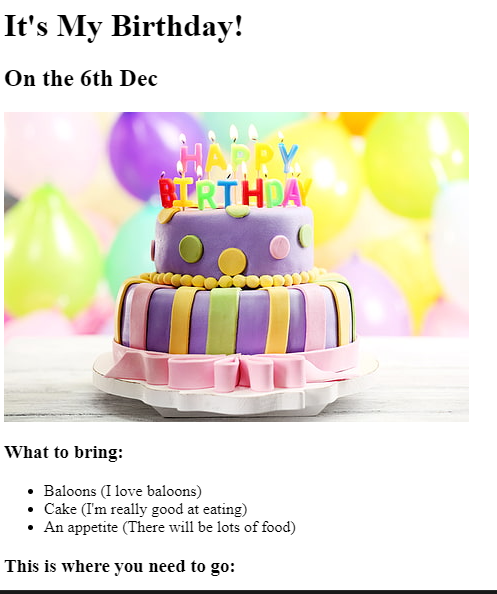 It's My Birthday!
On the 6th Dec
HAPPY
BIRTHDAY
What to bring:
Baloons (I love baloons)
Cake (I'm really good at eating)
An appetite (There will be lots of food)
This is where you need to go: